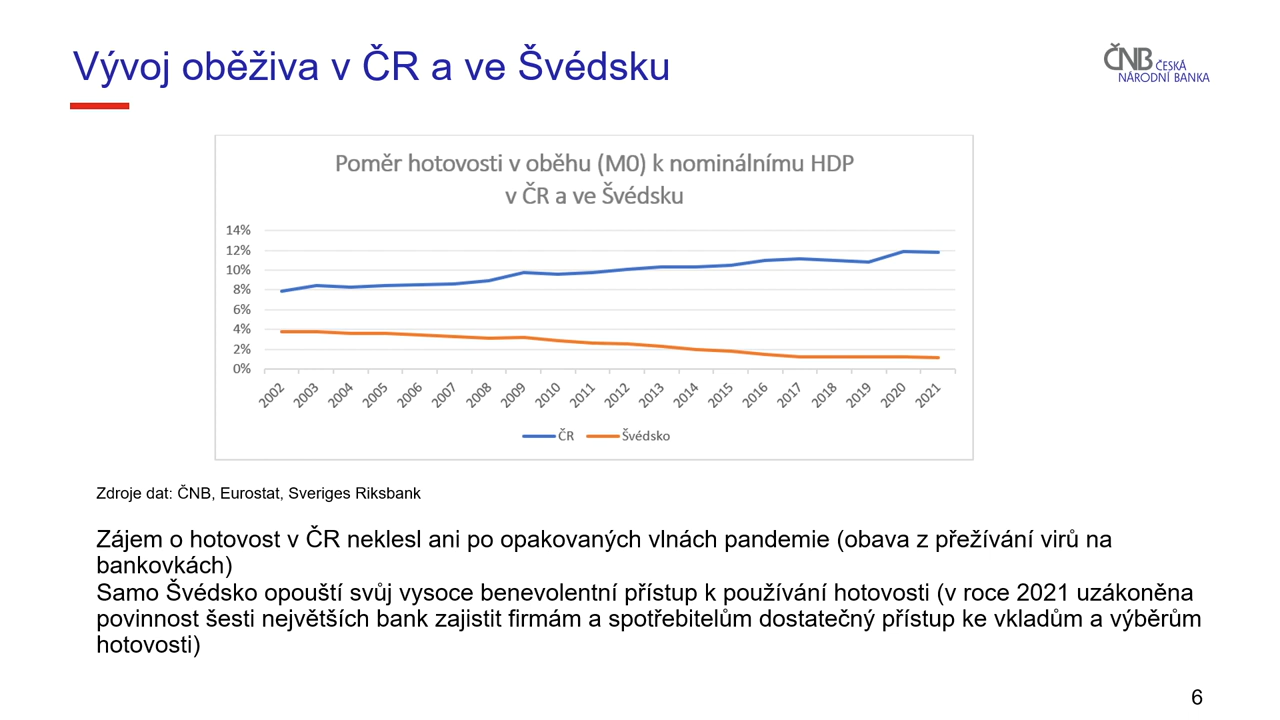 Vývoj oběživa v ČR a ve Švédsku
ČNB ČESKÁ
NÁRODNÍ BANKA
Poměr hotovosti v oběhu (M0) k nominálnímu HDP
v ČR a ve Švédsku
14%
12%
10%
8%
6%
4%
2%
0%
2002 2003 2004 2005 2006 2007 2008 2009 2010 2011 2012 2013 2014 2015 2016 2017 2018 2019 2020 2021
ČR Švédsko
Zdroje dat: ČNB, Eurostat, Sveriges Riksbank
Zájem o hotovost v ČR neklesl ani po opakovaných vlnách pandemie (obava z přežívání virů na
bankovkách)
Samo Švédsko opouští svůj vysoce benevolentní přístup k používání hotovosti (v roce 2021 uzákoněna
povinnost šesti největších bank zajistit firmám a spotřebitelům dostatečný přístup ke vkladům a výběrům
hotovosti)
6